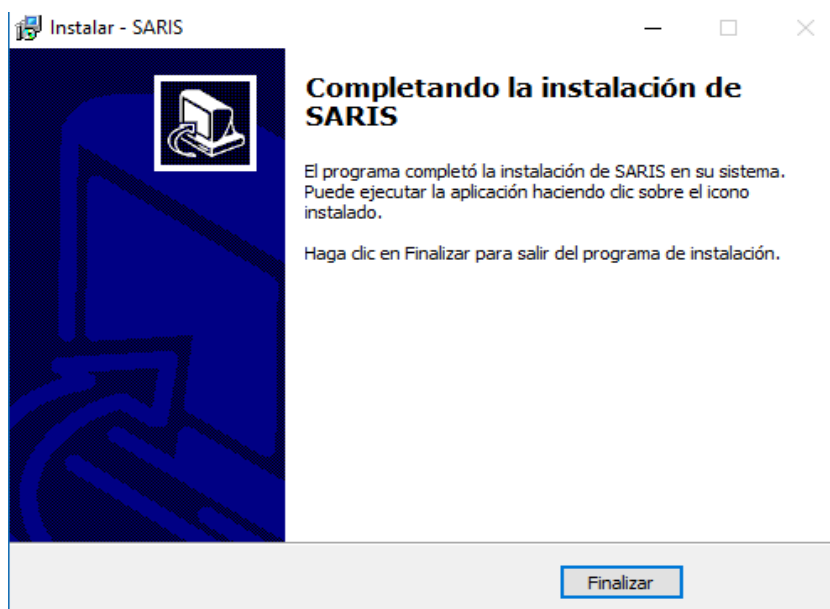 Instalar - SARIS
Completando la instalación de
SARIS
El programa completó la instalación de SARIS en su sistema.
Puede ejecutar la aplicación haciendo clic sobre el icono
instalado.
Haga clic en Finalizar para salir del programa de instalación.
Finalizar